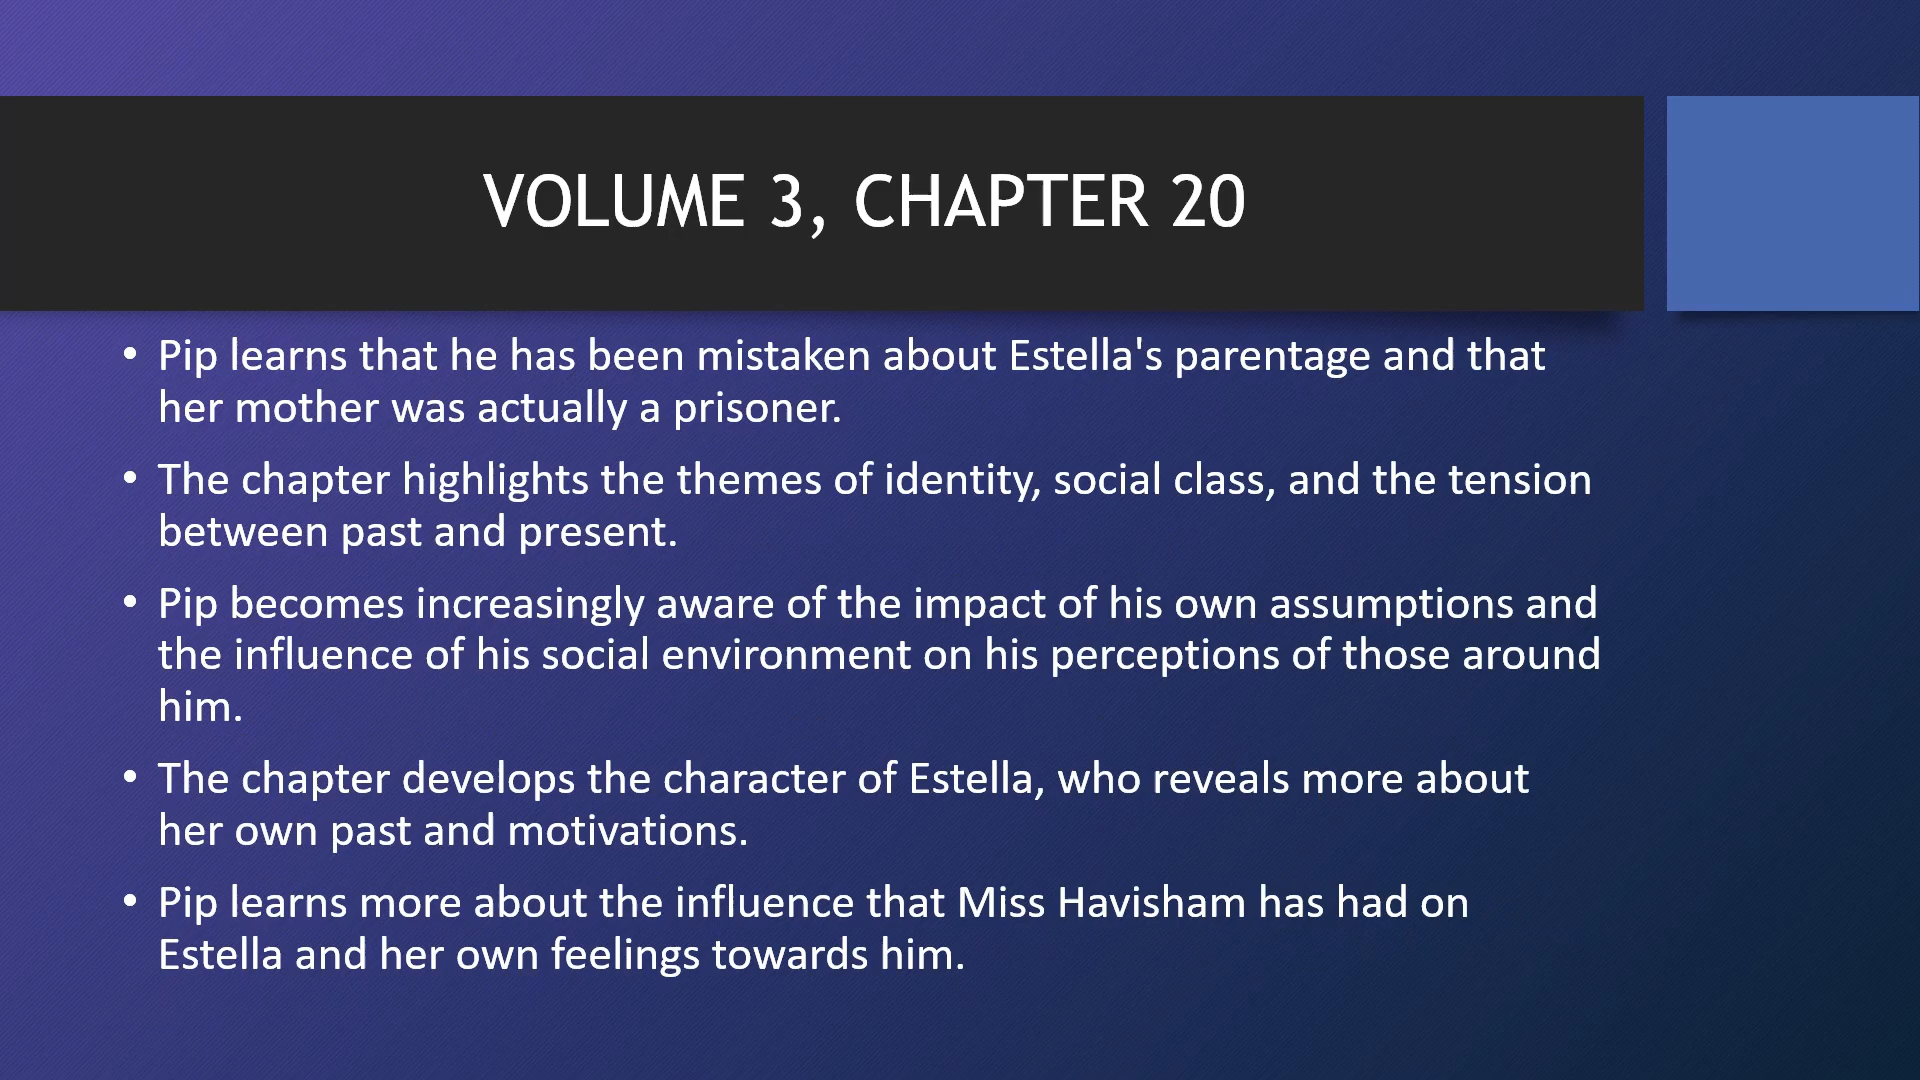 VOLUME 3, CHAPTER 20
• Pip learns that he has been mistaken about Estella's parentage and that
her mother was actually a prisoner.
• The chapter highlights the themes of identity, social class, and the tension
between past and present.
• Pip becomes increasingly aware of the impact of his own assumptions and
the influence of his social environment on his perceptions of those around
him.
• The chapter develops the character of Estella, who reveals more about
her own past and motivations.
• Pip learns more about the influence that Miss Havisham has had on
Estella and her own feelings towards him.